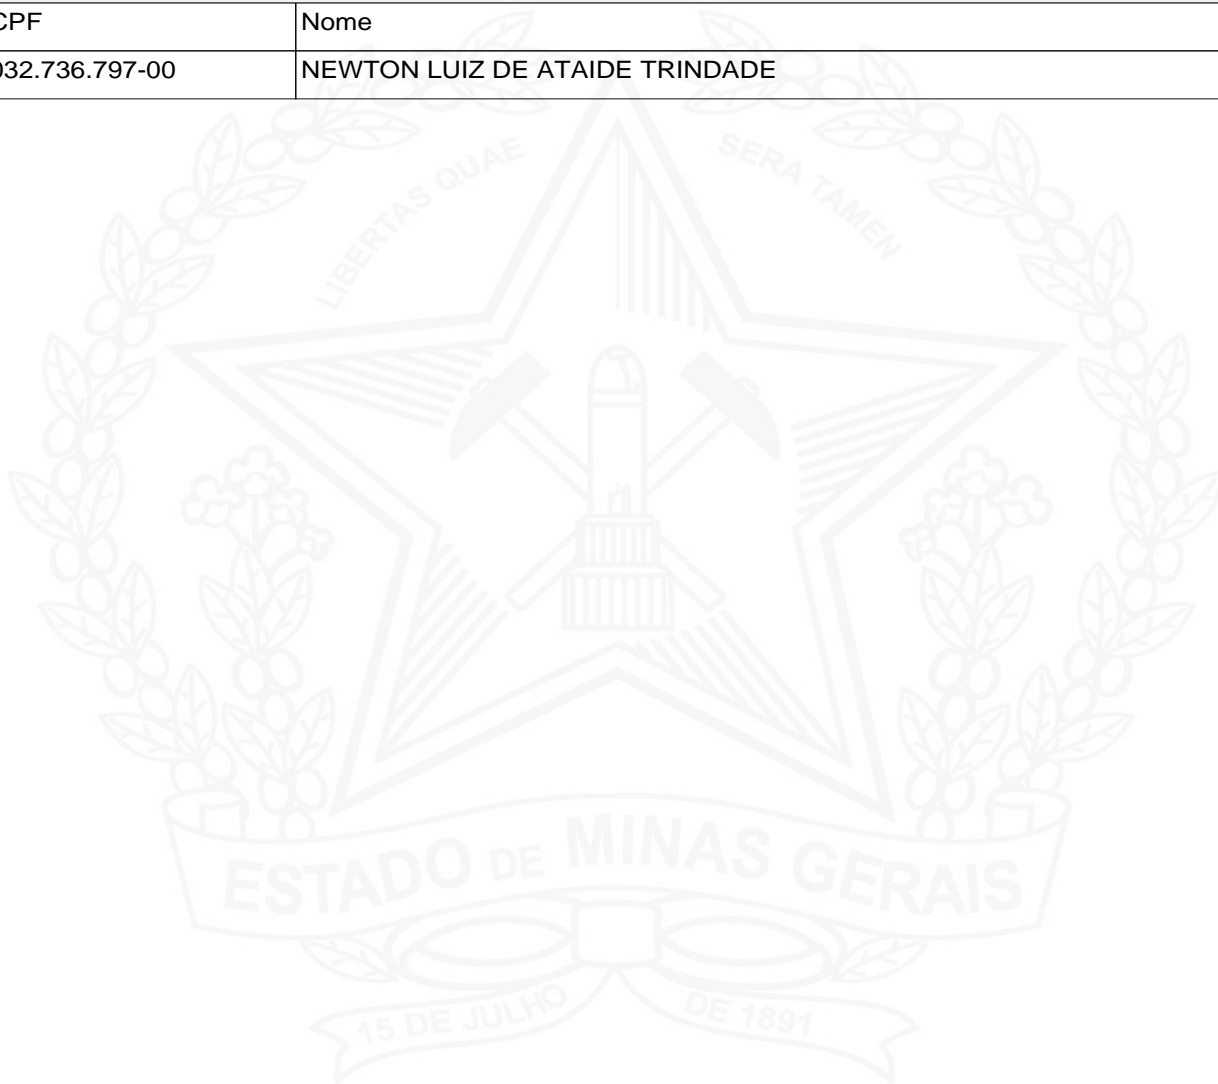 CPF Nome
032.736.797-00 NEWTON LUIZ DE ATAIDE TRINDADE
LIBERTAS QUAE SERA TAMEN
ESTADO DE MINAS GERAIS
15 DE JULHO DE 1891